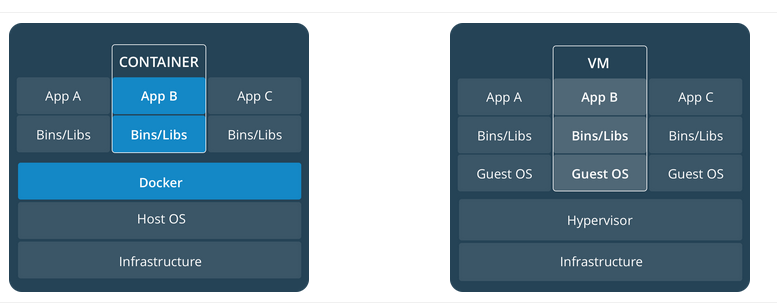 CONTAINER
App A App B App C
Bins/Libs Bins/Libs Bins/Libs
Docker
Host OS
Infrastructure
VM
App A App B App C
Bins/Libs Bins/Libs Bins/Libs
Guest OS Guest OS Guest OS
Hypervisor
Infrastructure